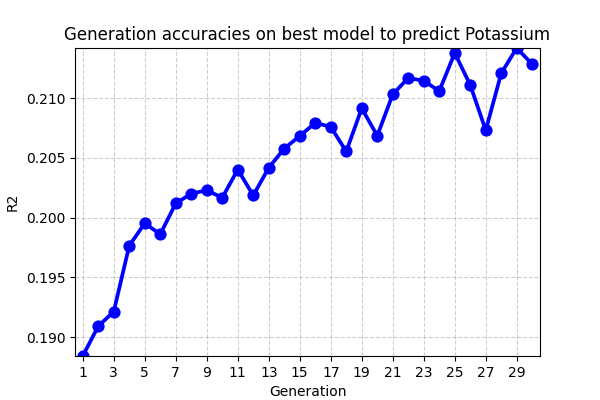 Generation accuracies on best model to predict Potassium
0.210
0.205
0.200
0.195
0.190
R2
1 3 5 7 9 11 13 15 17 19 21 23 25 27 29
Generation